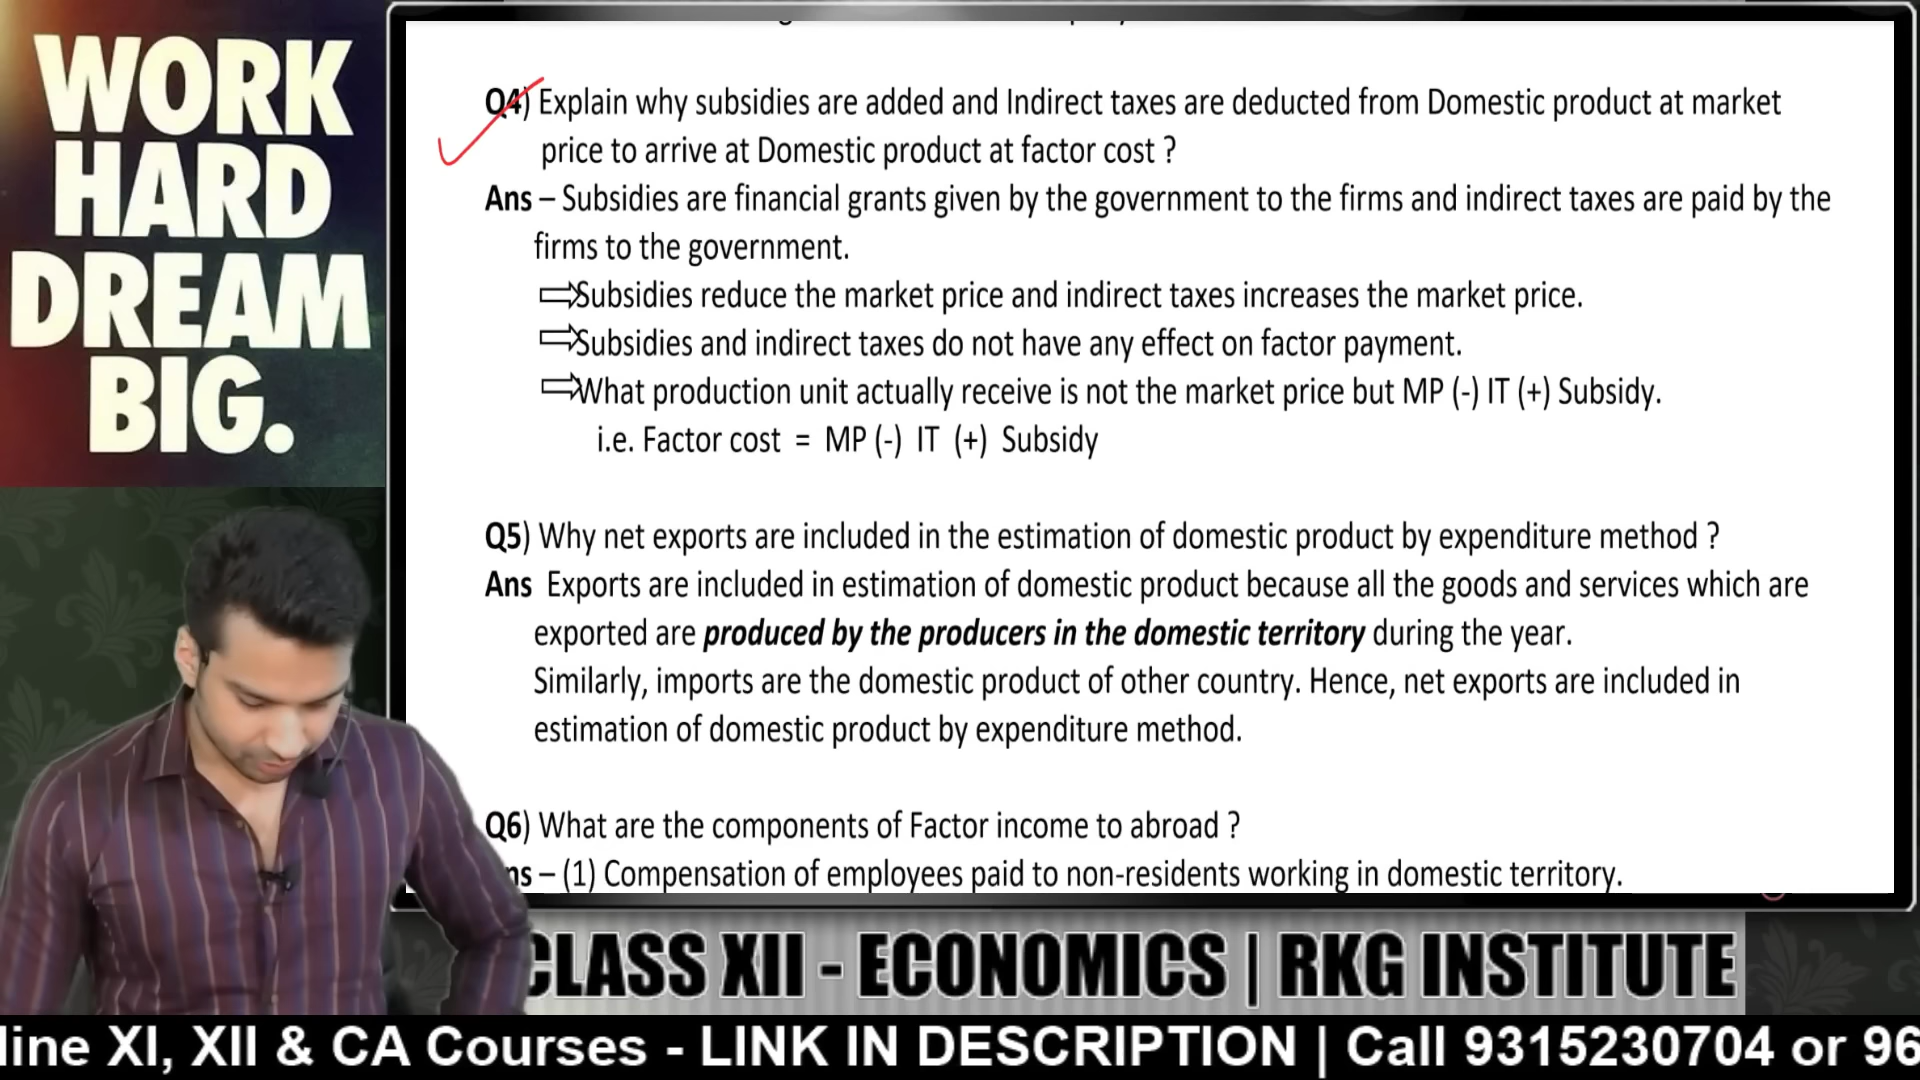 WORK
HARD
DREAM
BIG.
Q4) Explain why subsidies are added and Indirect taxes are deducted from Domestic product at market
price to arrive at Domestic product at factor cost ?
Ans – Subsidies are financial grants given by the government to the firms and indirect taxes are paid by the
firms to the government.
Subsidies reduce the market price and indirect taxes increases the market price.
Subsidies and indirect taxes do not have any effect on factor payment.
What production unit actually receive is not the market price but MP (-) IT (+) Subsidy.
i.e. Factor cost = MP (-) IT (+) Subsidy
Q5) Why net exports are included in the estimation of domestic product by expenditure method ?
Ans Exports are included in estimation of domestic product because all the goods and services which are
exported are produced by the producers in the domestic territory during the year.
Similarly, imports are the domestic product of other country. Hence, net exports are included in
estimation of domestic product by expenditure method.
Q6) What are the components of Factor income to abroad ?
ns – (1) Compensation of employees paid to non-residents working in domestic territory.
CLASS XII - ECONOMICS | RKG INSTITUTE
line XI, XII & CA Courses - LINK IN DESCRIPTION | Call 9315230704 or 96